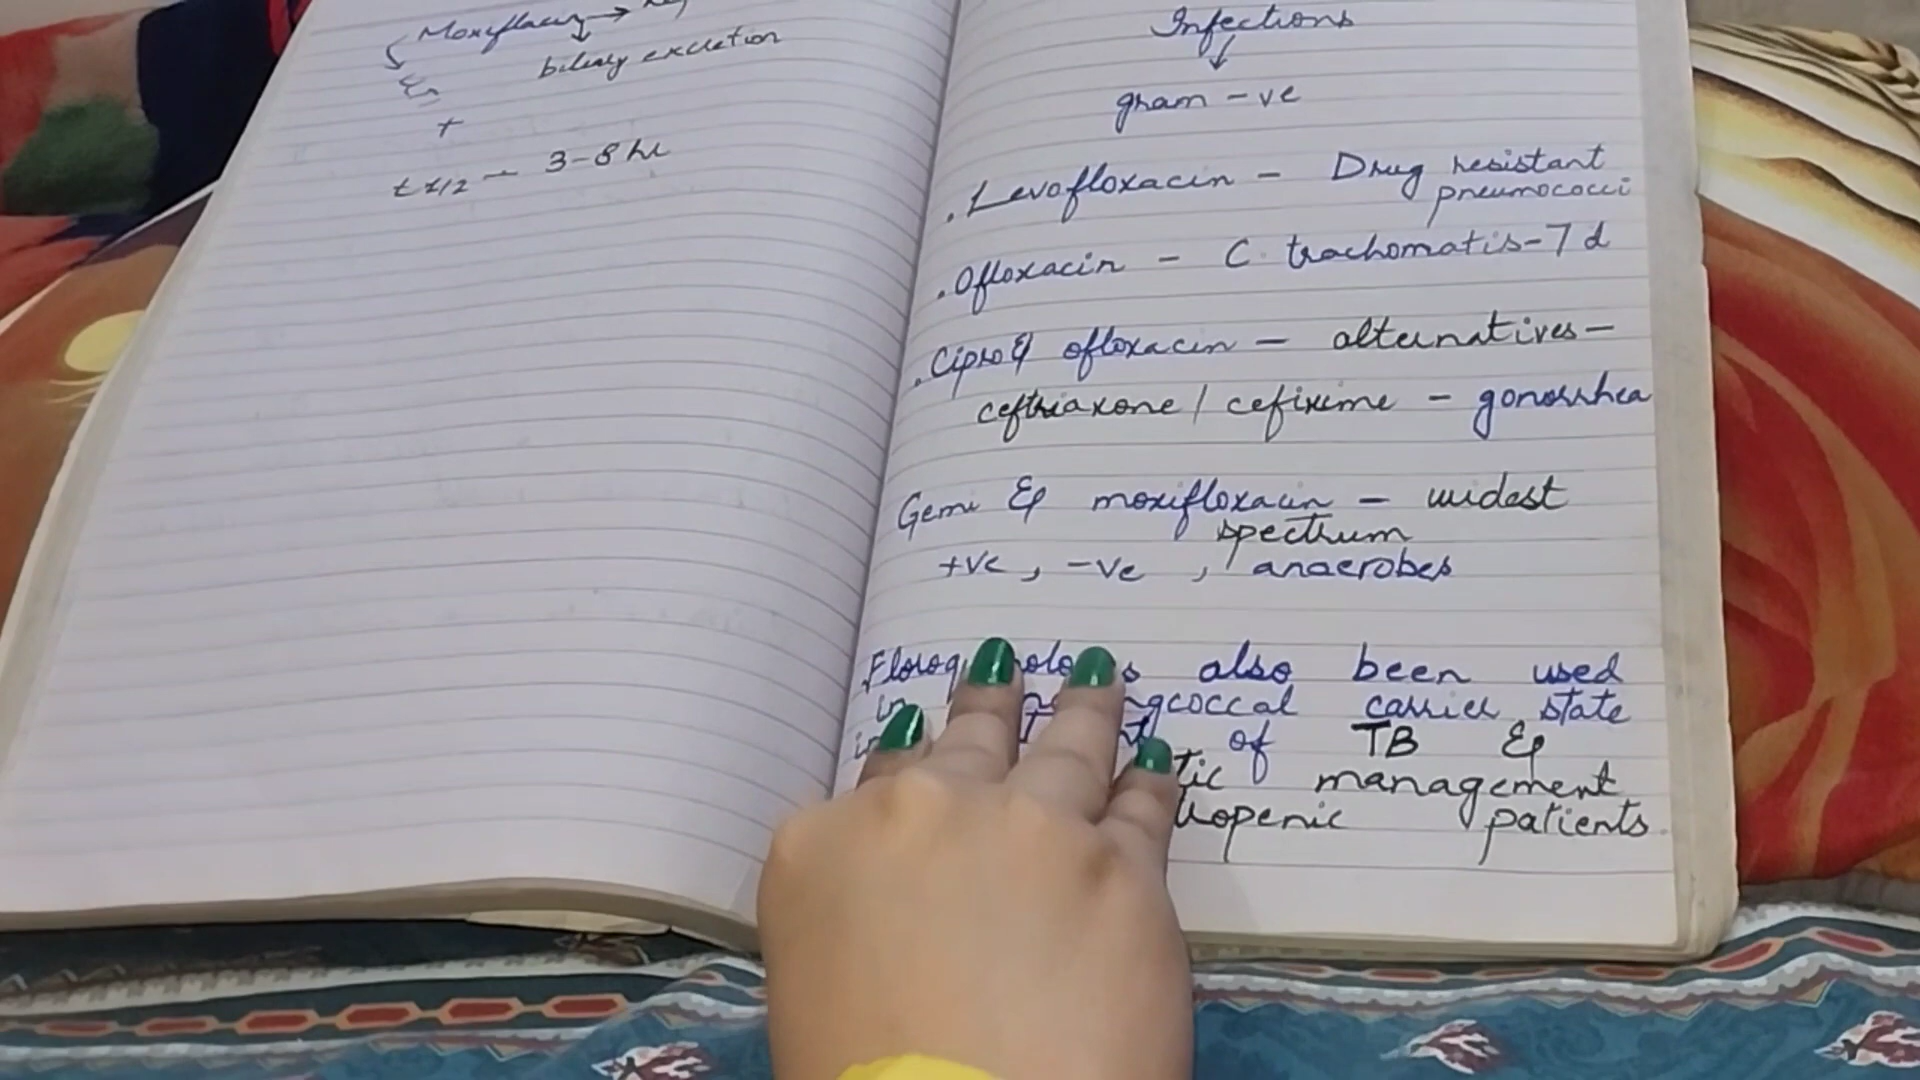 Moxiflacin →
biliary excretion
+
t 1/2 — 3-8 hr
Infections
↓
gram -ve
. Levofloxacin - Drug resistant
pneumococci
. Ofloxacin - C. trachomatis-7 d
. Cipro & ofloxacin - alternatives-
ceftriaxone / cefixime - gonorrhea
Gemi & moxifloxacin - widest
spectrum
+ve, -ve, anaerobes
also been used
in carrier state
of TB &
management
patients